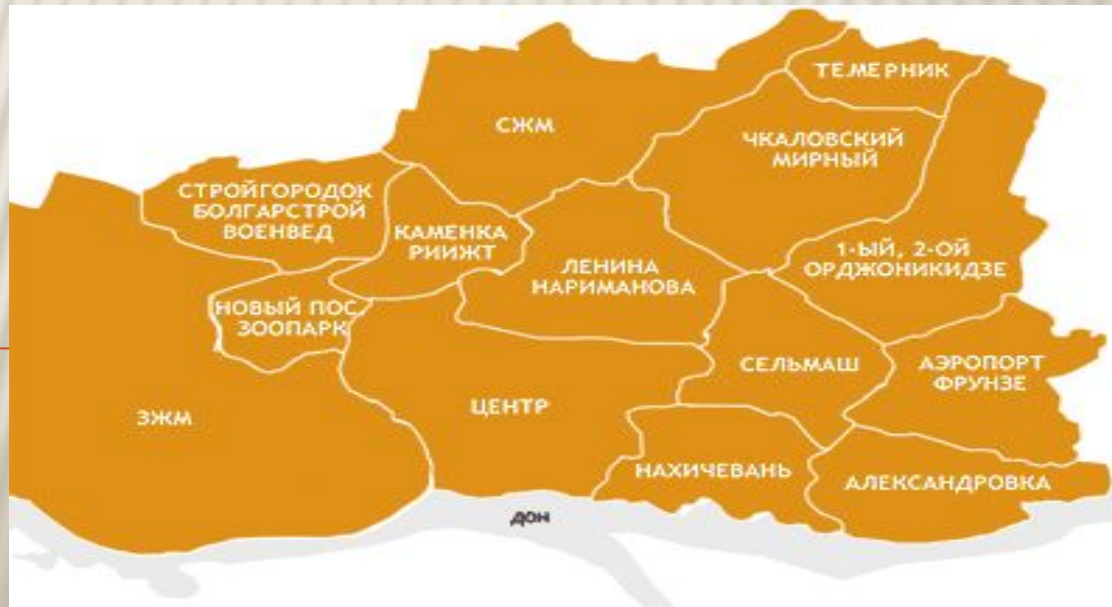 ТЕМЕРНИК
СЖМ
ЧКАЛОВСКИЙ
МИРНЫЙ
СТРОЙГОРОДОК
БОЛГАРСТРОЙ
ВОЕНВЕД
КАМЕНКА
РИИЖТ
1-ЫЙ, 2-ОЙ
ОРДЖОНИКИДЗЕ
ЛЕНИНА
НАРИМАНОВА
НОВЫЙ ПОС.
ЗООПАРК
СЕЛЬМАШ
АЭРОПОРТ
ФРУНЗЕ
ЗЖМ
ЦЕНТР
НАХИЧЕВАНЬ
АЛЕКСАНДРОВКА
ДОН